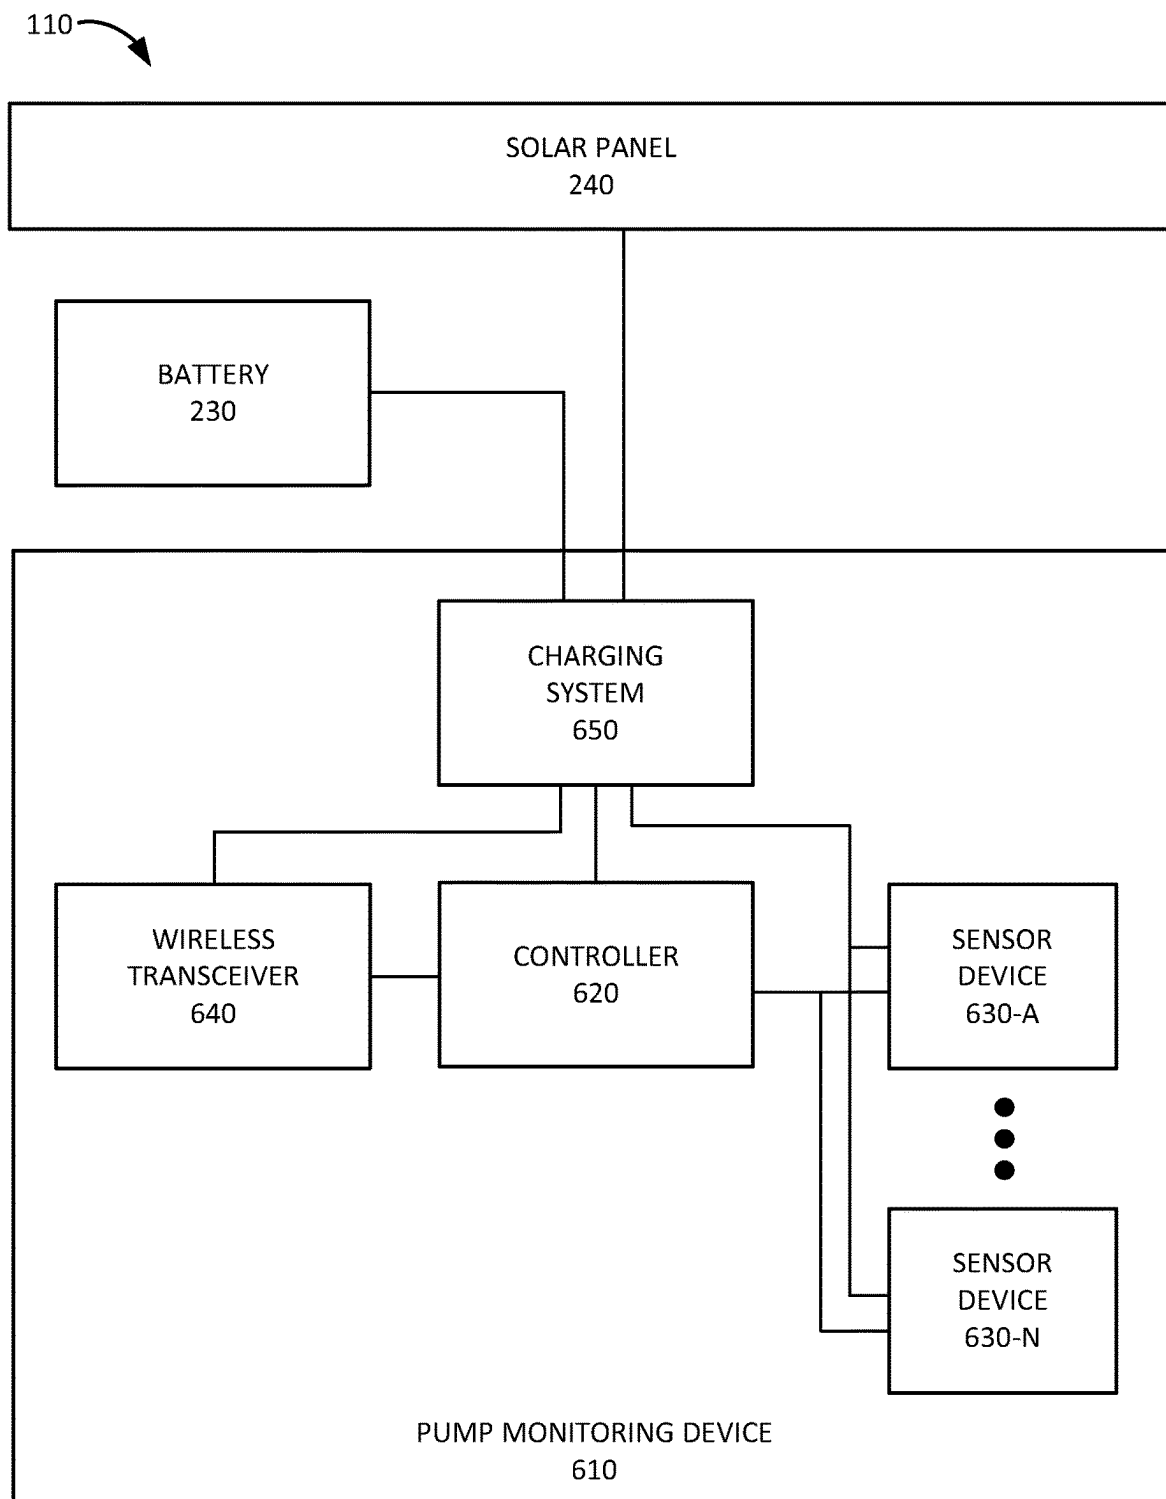 110
SOLAR PANEL
240
BATTERY
230
CHARGING
SYSTEM
650
WIRELESS
TRANSCEIVER
640
CONTROLLER
620
SENSOR
DEVICE
630-A
SENSOR
DEVICE
630-N
PUMP MONITORING DEVICE
610